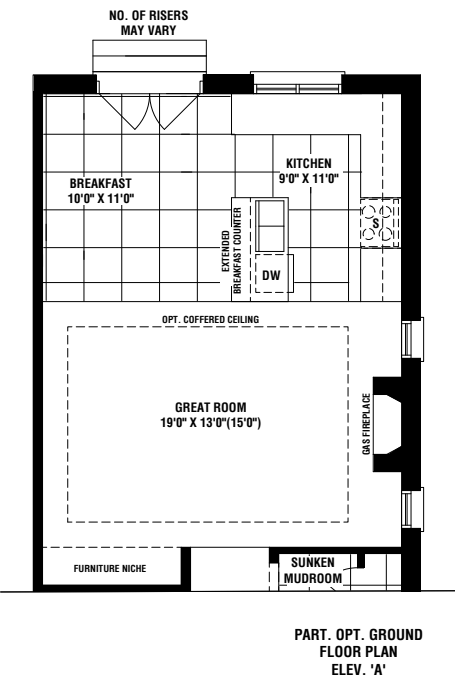 NO. OF RISERS
MAY VARY
KITCHEN
9'0" X 11'0"
BREAKFAST
10'0" X 11'0"
S
EXTENDED
BREAKFAST COUNTER
DW
OPT. COFFERED CEILING
GREAT ROOM
19'0" X 13'0"(15'0")
GAS FIREPLACE
FURNITURE NICHE
SUNKEN
MUDROOM
PART. OPT. GROUND
FLOOR PLAN
ELEV. 'A'